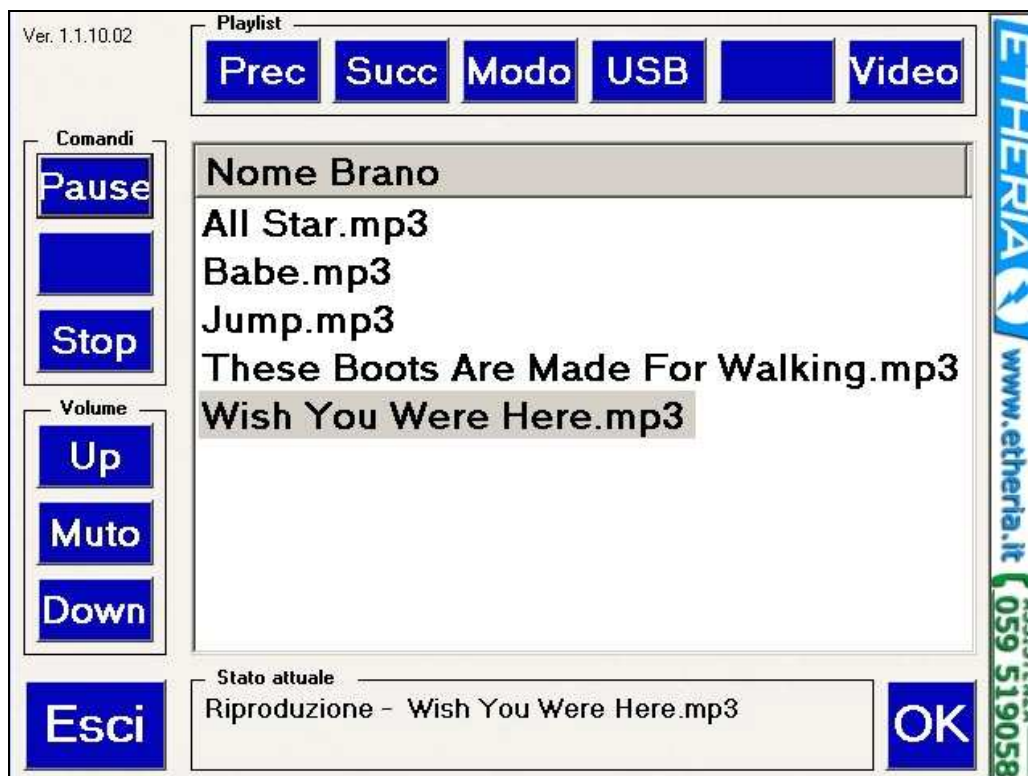 Ver. 1.1.10.02
Playlist
Prec Succ Modo USB Video
Comandi
Pause
Stop
Nome Brano
All Star.mp3
Babe.mp3
Jump.mp3
These Boots Are Made For Walking.mp3
Wish You Were Here.mp3
Volume
Up
Muto
Down
Esci
Stato attuale
Riproduzione - Wish You Were Here.mp3
OK
ETHERIA www.etheria.it
059 519058